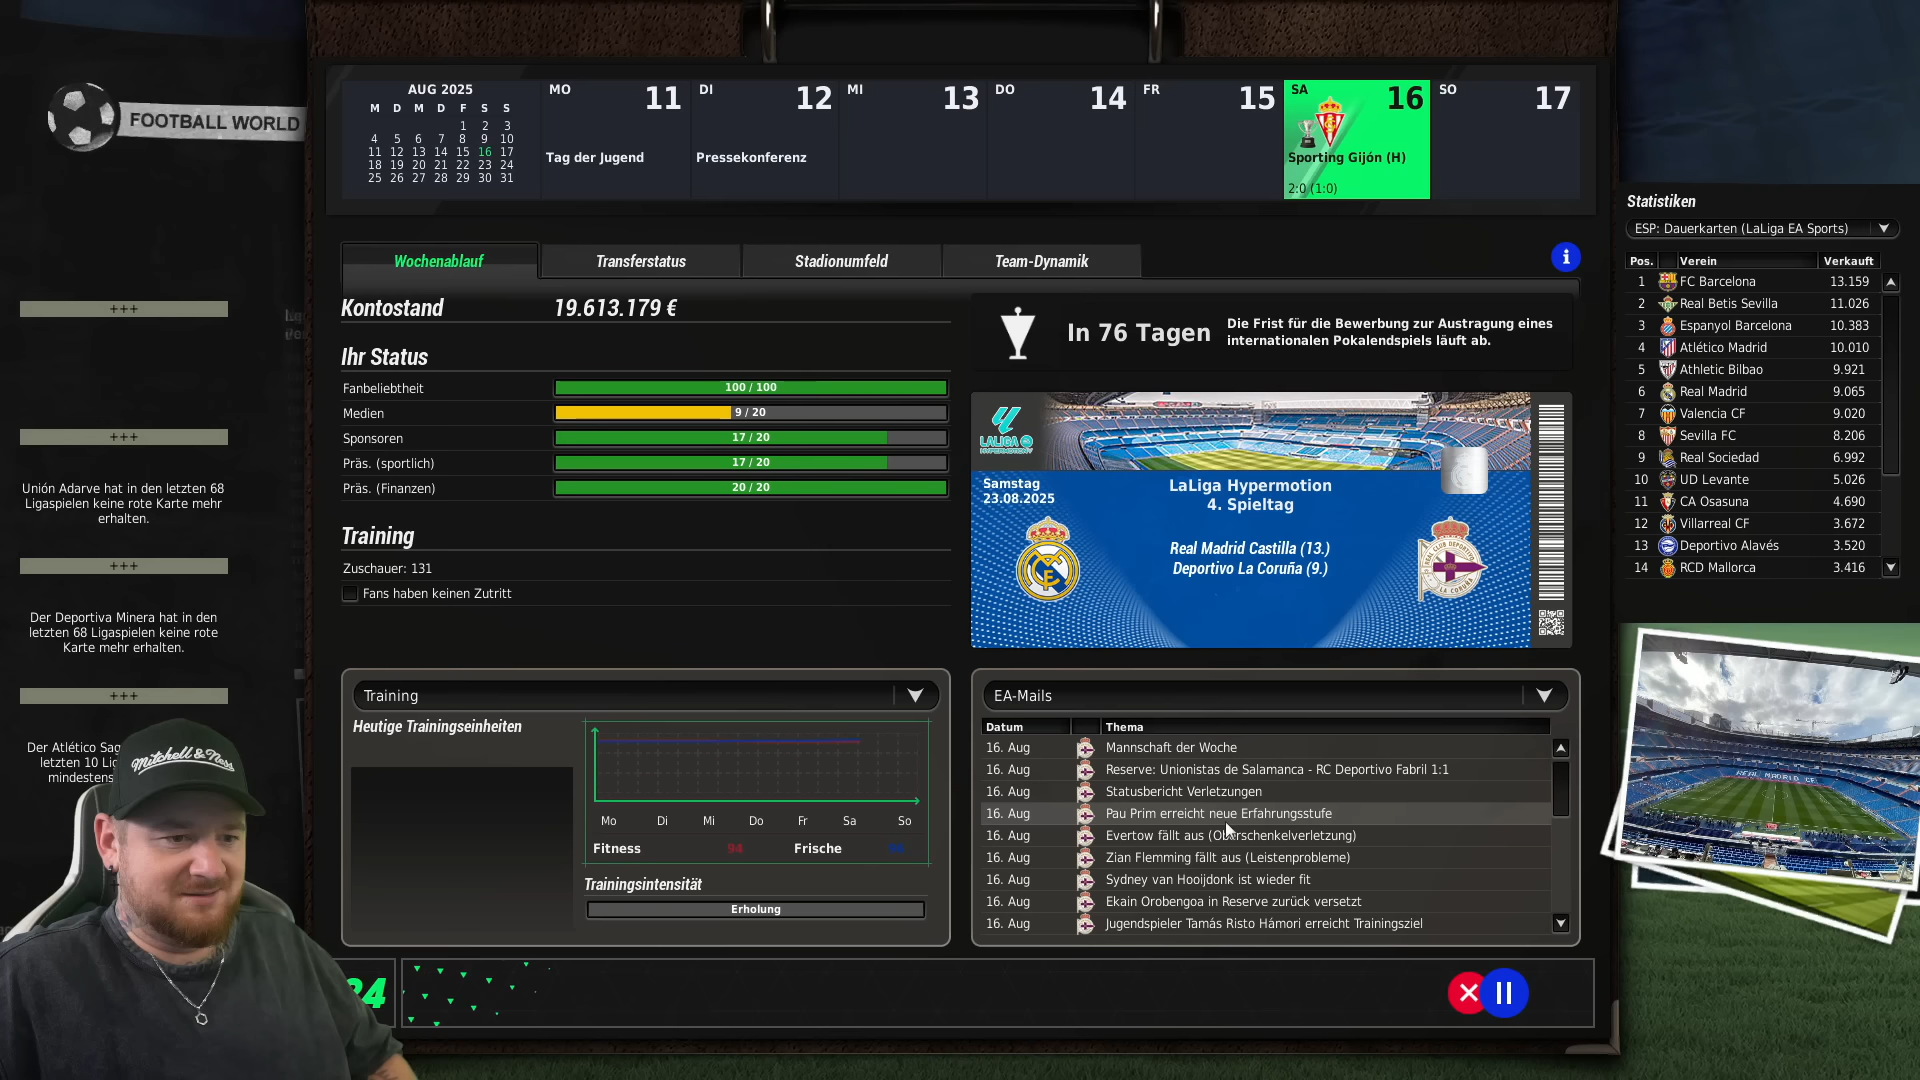 FOOTBALL WORLD
+++
+++
Unión Adarve hat in den letzten 68
Ligaspielen keine rote Karte mehr
erhalten.
+++
Der Deportiva Minera hat in den
letzten 68 Ligaspielen keine rote
Karte mehr erhalten.
+++
Der Atlético Sag
letzten 10 Lig
mindestens
Mitchell & Ness
AUG 2025
M D M D F S S
1 2 3
4 5 6 7 8 9 10
11 12 13 14 15 16 17
18 19 20 21 22 23 24
25 26 27 28 29 30 31
MO 11
Tag der Jugend
DI 12
Pressekonferenz
MI 13
DO 14
FR 15
SA 16
Sporting Gijón (H)
2:0 (1:0)
SO 17
Wochenablauf
Transferstatus
Stadionumfeld
Team-Dynamik
i
Kontostand 19.613.179 €
Ihr Status
Fanbeliebtheit 100 / 100
Medien 9 / 20
Sponsoren 17 / 20
Präs. (sportlich) 17 / 20
Präs. (Finanzen) 20 / 20
Training
Zuschauer: 131
Fans haben keinen Zutritt
In 76 Tagen
Die Frist für die Bewerbung zur Austragung eines
internationalen Pokalendspiels läuft ab.
LALIGA
HYPERMOTION
Samstag
23.08.2025
LaLiga Hypermotion
4. Spieltag
Real Madrid Castilla (13.)
Deportivo La Coruña (9.)
Training
Heutige Trainingseinheiten
Mo Di Mi Do Fr Sa So
Fitness 94 Frische
Trainingsintensität
Erholung
EA-Mails
Datum Thema
16. Aug Mannschaft der Woche
16. Aug Reserve: Unionistas de Salamanca - RC Deportivo Fabril 1:1
16. Aug Statusbericht Verletzungen
16. Aug Pau Prim erreicht neue Erfahrungsstufe
16. Aug Evertow fällt aus (Oberschenkelverletzung)
16. Aug Zian Flemming fällt aus (Leistenprobleme)
16. Aug Sydney van Hooijdonk ist wieder fit
16. Aug Ekain Orobengoa in Reserve zurück versetzt
16. Aug Jugendspieler Tamás Risto Hámori erreicht Trainingsziel
24
Statistiken
ESP: Dauerkarten (LaLiga EA Sports)
Pos. Verein Verkauft
1 FC Barcelona 13.159
2 Real Betis Sevilla 11.026
3 Espanyol Barcelona 10.383
4 Atlético Madrid 10.010
5 Athletic Bilbao 9.921
6 Real Madrid 9.065
7 Valencia CF 9.020
8 Sevilla FC 8.206
9 Real Sociedad 6.992
10 UD Levante 5.026
11 CA Osasuna 4.690
12 Villarreal CF 3.672
13 Deportivo Alavés 3.520
14 RCD Mallorca 3.416
REAL MADRID C.F.